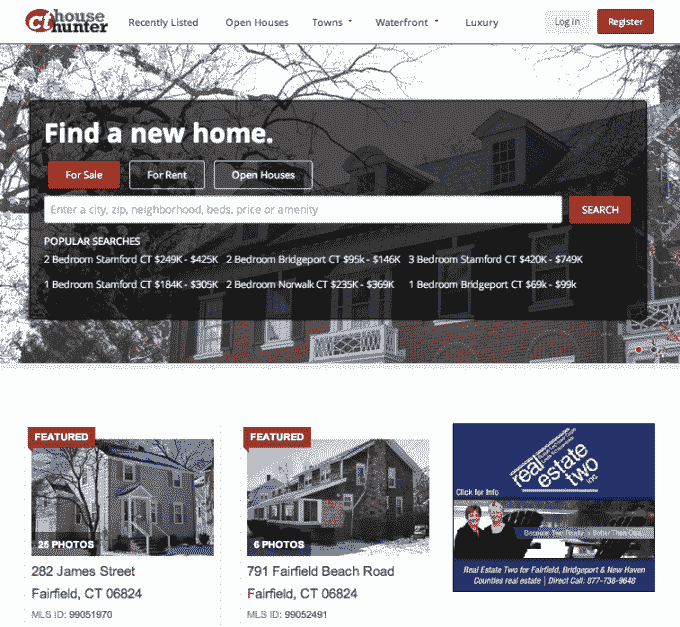 ct house hunter
Recently Listed Open Houses Towns Waterfront Luxury Log in Register
Find a new home.
For Sale For Rent Open Houses
Enter a city, zip, neighborhood, beds, price or amenity SEARCH
POPULAR SEARCHES
2 Bedroom Stamford CT $249K - $425K 2 Bedroom Bridgeport CT $95k - $146K 3 Bedroom Stamford CT $420K - $749K
1 Bedroom Stamford CT $184K - $305K 2 Bedroom Norwalk CT $235K - $369K 1 Bedroom Bridgeport CT $69k - $99k
FEATURED
25 PHOTOS
282 James Street
Fairfield, CT 06824
MLS ID: 99051970
FEATURED
6 PHOTOS
791 Fairfield Beach Road
Fairfield, CT 06824
MLS ID: 99052491
real estate two inc.
Click for Info
Because Two Really Is Better Than One
Real Estate Two for Fairfield, Bridgeport & New Haven
Counties real estate | Direct Call: 877-738-9648